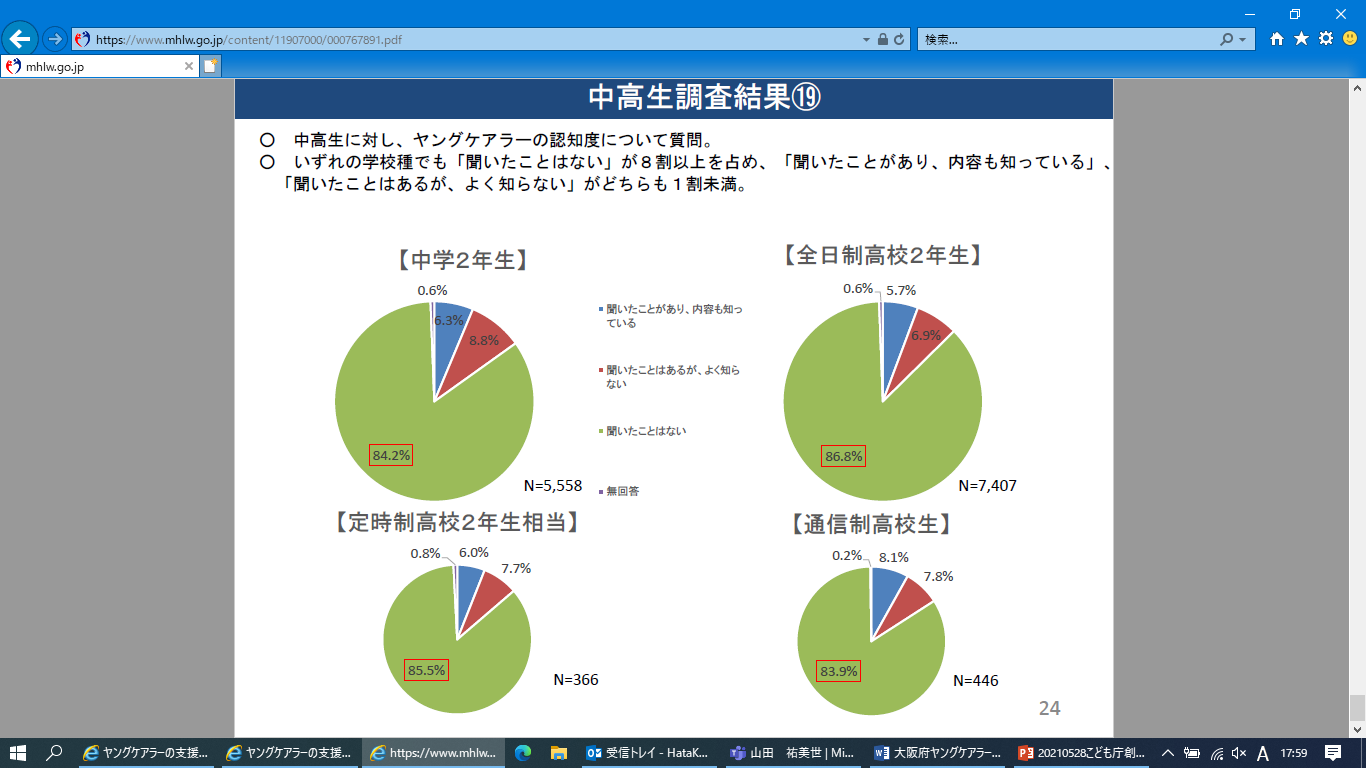 https://www.mhlw.go.jp/content/11907000/000767891.pdf
検索...
mhlw.go.jp
中高生調査結果⑲
○　中高生に対し、ヤングケアラーの認知度について質問。
○　いずれの学校種でも「聞いたことはない」が８割以上を占め、「聞いたことがあり、内容も知っている」、
「聞いたことはあるが、よく知らない」がどちらも１割未満。
【中学２年生】
0.6%
6.3%
8.8%
84.2%
N=5,558
聞いたことがあり、内容も知っ
ている
聞いたことはあるが、よく知ら
ない
聞いたことはない
無回答
【全日制高校２年生】
0.6%
5.7%
6.9%
86.8%
N=7,407
【定時制高校２年生相当】
0.8%
6.0%
7.7%
85.5%
N=366
【通信制高校生】
0.2%
8.1%
7.8%
83.9%
N=446
24
ヤングケアラーの支援...
ヤングケアラーの支援...
https://www.mhlw...
受信トレイ - HataK...
山田　祐美世 | Mi...
大阪府ヤングケアラー...
20210528こども庁創...
A
17:59